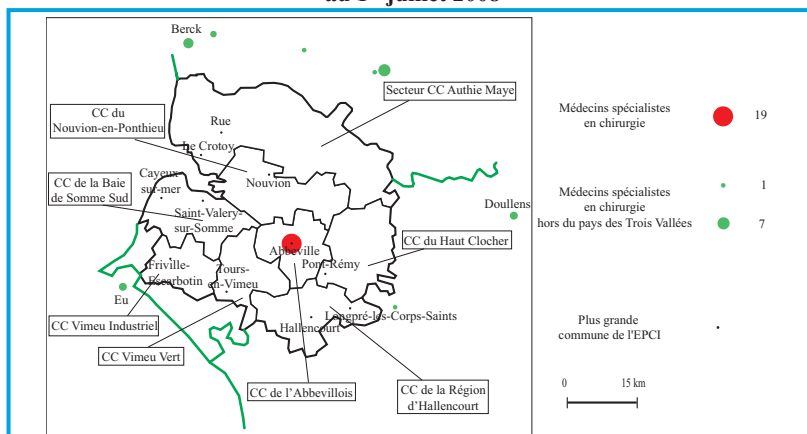 au 1er juillet 2008
Berck
Secteur CC Authie Maye
CC du
Nouvion-en-Ponthieu
Rue
Le Crotoy
Nouvion
Cayeux-
sur-mer
CC de la Baie
de Somme Sud
Saint-Valery-
sur-Somme
Doullens
CC du Haut Clocher
Abbeville
Pont-Rémy
Friville-
Escarbotin
Tours-
en-Vimeu
Eu
Longpré-les-Corps-Saints
Hallencourt
CC Vimeu Industriel
CC Vimeu Vert
CC de l'Abbevillois
CC de la Région
d'Hallencourt
Médecins spécialistes
en chirurgie
19
Médecins spécialistes
en chirurgie
hors du pays des Trois Vallées
1
7
Plus grande
commune de l'EPCI
0 15 km